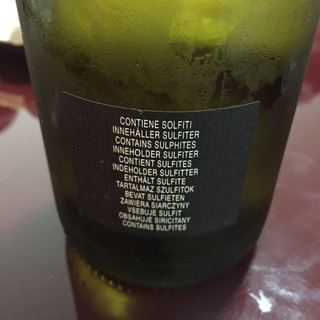 CONTIENE SOLFITI
INNEHÅLLER SULFITER
CONTAINS SULPHITES
INNEHOLDER SULFITER
CONTIENT SULFITES
INDEHOLDER SULFITTER
ENTHÄLT SULFITE
TARTALMAZ SZULFITOK
BEVAT SULFIETEN
ZAWIERA SIARCZYNY
VSEBUJE SULFIT
OBSAHUJE SIRICITANY
CONTAINS SULFITES